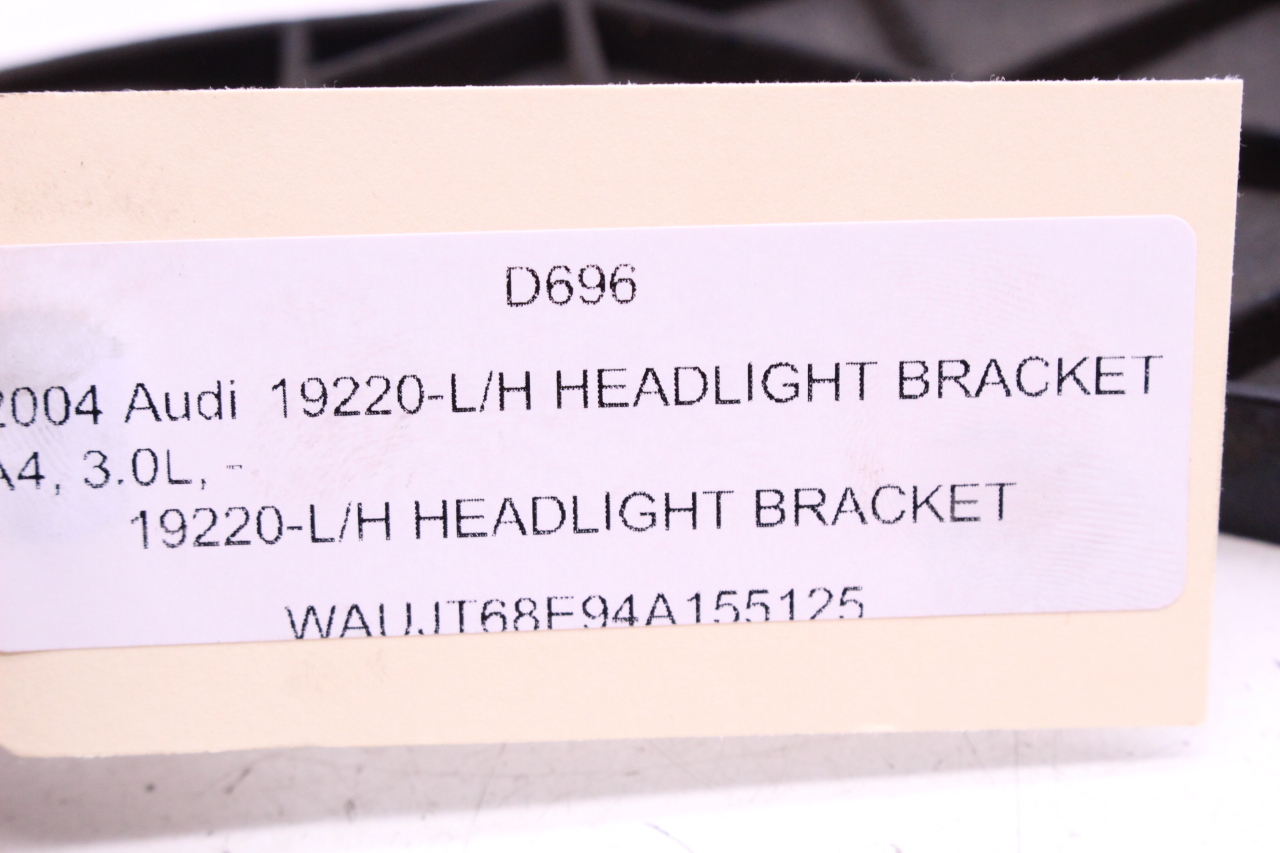 D696
2004 Audi 19220-L/H HEADLIGHT BRACKET
A4, 3.0L, -
19220-L/H HEADLIGHT BRACKET
WAUJT68E94A155125